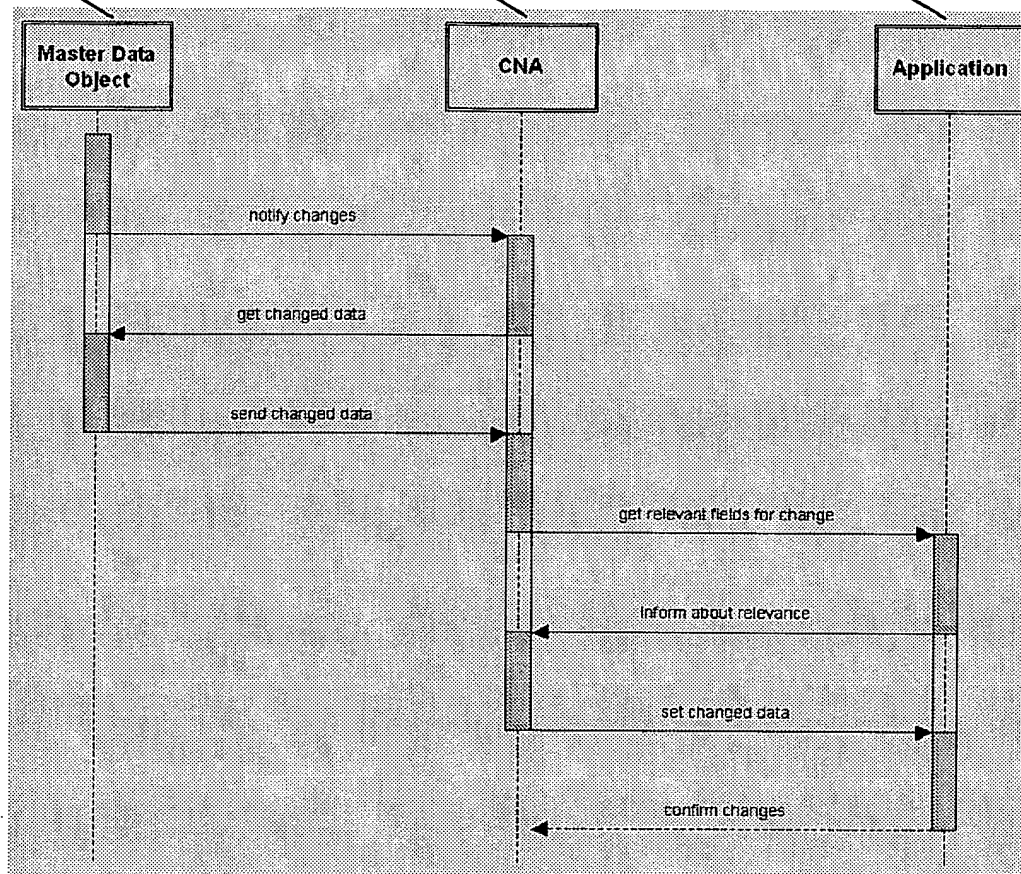 Master Data
Object
CNA
Application
notify changes
get changed data
send changed data
get relevant fields for change
Inform about relevance
set changed data
confirm changes